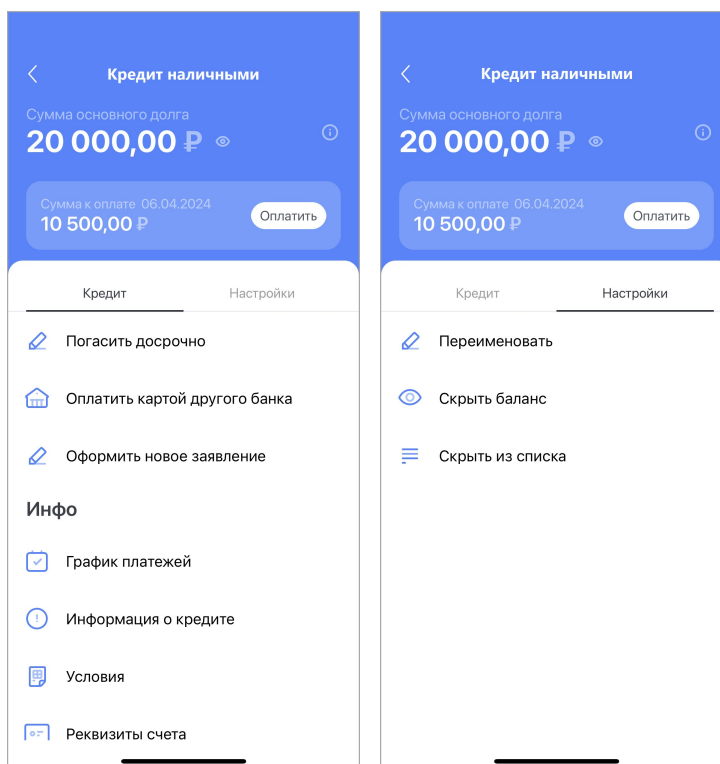 Кредит наличными
Сумма основного долга
20 000,00 ₽
Сумма к оплате 06.04.2024
10 500,00 ₽
Оплатить
Кредит
Настройки
Погасить досрочно
Оплатить картой другого банка
Оформить новое заявление
Инфо
График платежей
Информация о кредите
Условия
Реквизиты счета
Кредит наличными
Сумма основного долга
20 000,00 ₽
Сумма к оплате 06.04.2024
10 500,00 ₽
Оплатить
Кредит
Настройки
Переименовать
Скрыть баланс
Скрыть из списка